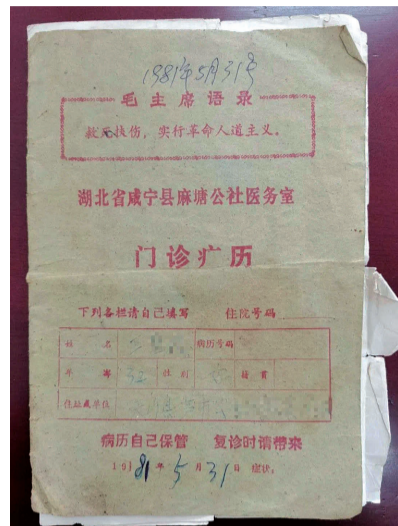 1981年5月31号
毛主席语录
救死扶伤，实行革命人道主义。
湖北省咸宁县麻塘公社医务室
门诊疒历
下列各栏请自己填写 住院号码
姓名 病历号码
年龄 32 性别 籍贯
住址或单位
病历自己保管 复诊时请带来
1981年5月31日 症诊：